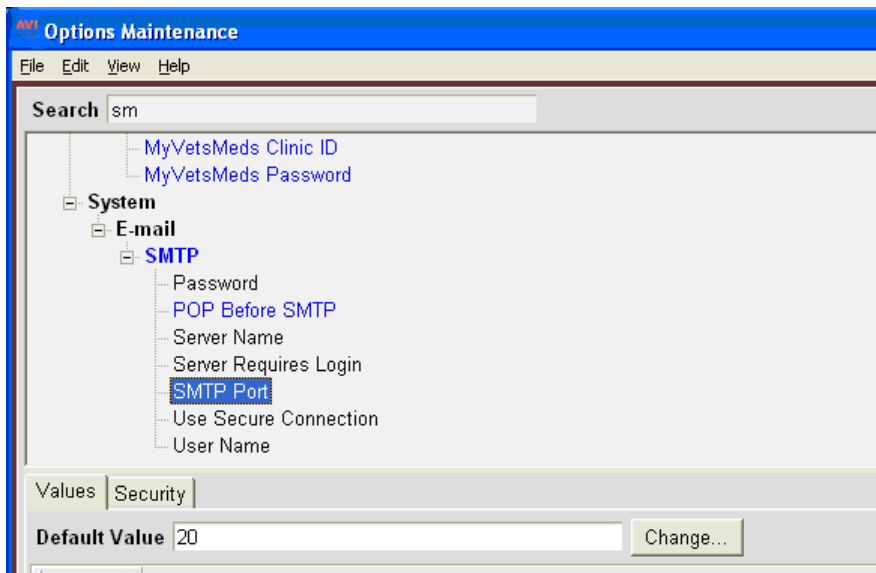 AVI Options Maintenance
File Edit View Help
Search sm
MyVetsMeds Clinic ID
MyVetsMeds Password
System
E-mail
SMTP
Password
POP Before SMTP
Server Name
Server Requires Login
SMTP Port
Use Secure Connection
User Name
Values Security
Default Value 20 Change...